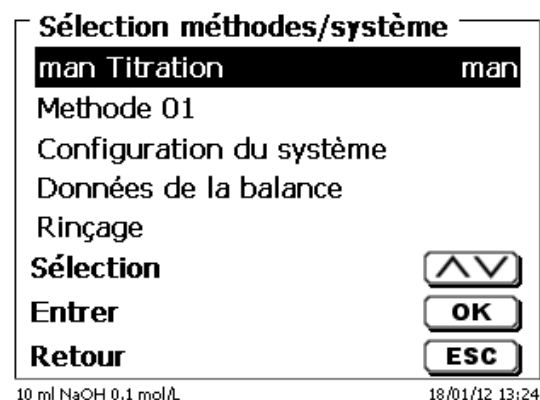 Sélection méthodes/système
man Titration man
Methode 01
Configuration du système
Données de la balance
Rinçage
Sélection
Entrer OK
Retour ESC
10 ml NaOH 0.1 mol/L 18/01/12 13:24